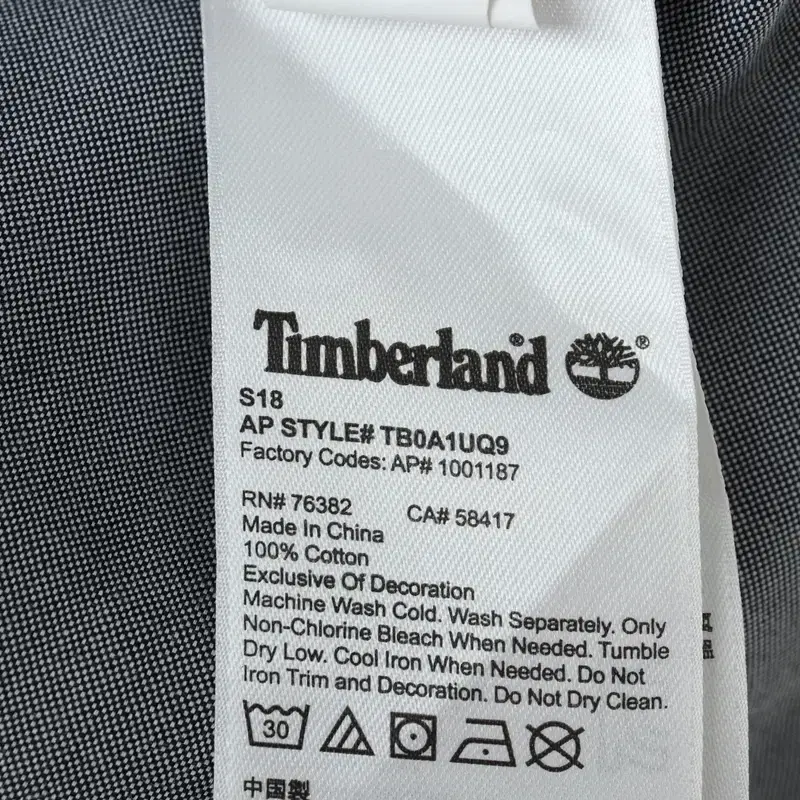 Timberland®
®
S18
AP STYLE# TB0A1UQ9
Factory Codes: AP# 1001187
RN# 76382 CA# 58417
Made In China
100% Cotton
Exclusive Of Decoration
Machine Wash Cold. Wash Separately. Only
Non-Chlorine Bleach When Needed. Tumble
Dry Low. Cool Iron When Needed. Do Not
Iron Trim and Decoration. Do Not Dry Clean.
30
中国製